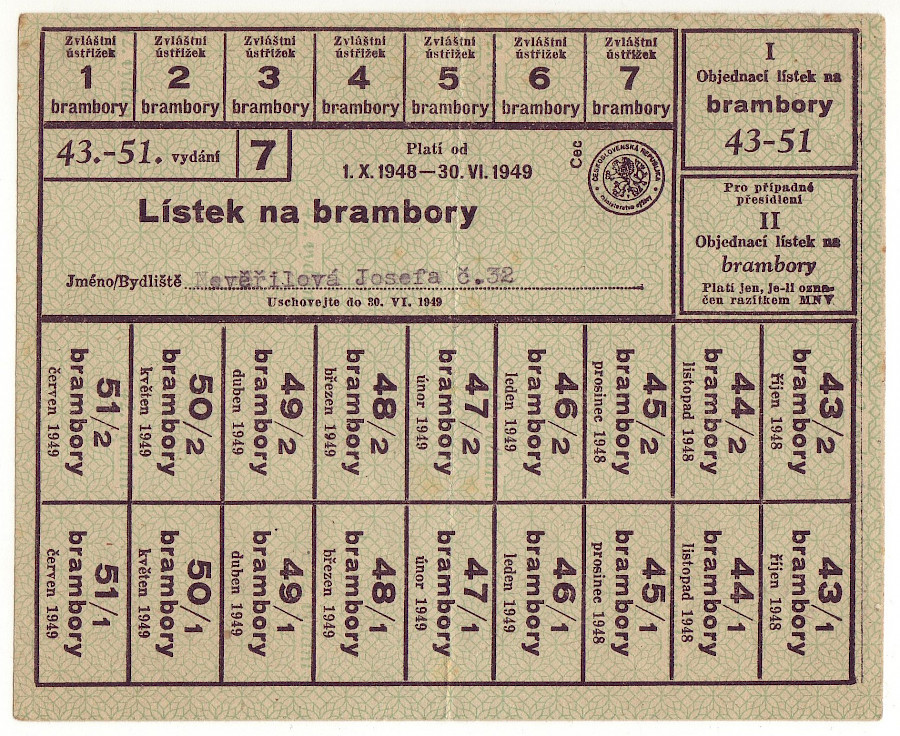 Zvláštní
ústřižek
1
brambory
Zvláštní
ústřižek
2
brambory
Zvláštní
ústřižek
3
brambory
Zvláštní
ústřižek
4
brambory
Zvláštní
ústřižek
5
brambory
Zvláštní
ústřižek
6
brambory
Zvláštní
ústřižek
7
brambory
I
Objednací lístek na
brambory
43-51
43.-51. vydání
7
Platí od
1. X. 1948—30. VI. 1949
Cec
ČESKOSLOVENSKÁ REPUBLIKA
ministerstvo výživy
Lístek na brambory
Jméno/Bydliště Nevěřilová Josefa č.32
Uschovejte do 30. VI. 1949
Pro případné
přesídlení
II
Objednací lístek na
brambory
Platí jen, je-li ozna-
čen razítkem MNV
51/2
brambory
červen 1949
50/2
brambory
květen 1949
49/2
brambory
duben 1949
48/2
brambory
březen 1949
47/2
brambory
únor 1949
46/2
brambory
leden 1949
45/2
brambory
prosinec 1948
44/2
brambory
listopad 1948
43/2
brambory
říjen 1948
51/1
brambory
červen 1949
50/1
brambory
květen 1949
49/1
brambory
duben 1949
48/1
brambory
březen 1949
47/1
brambory
únor 1949
46/1
brambory
leden 1949
45/1
brambory
prosinec 1948
44/1
brambory
listopad 1948
43/1
brambory
říjen 1948